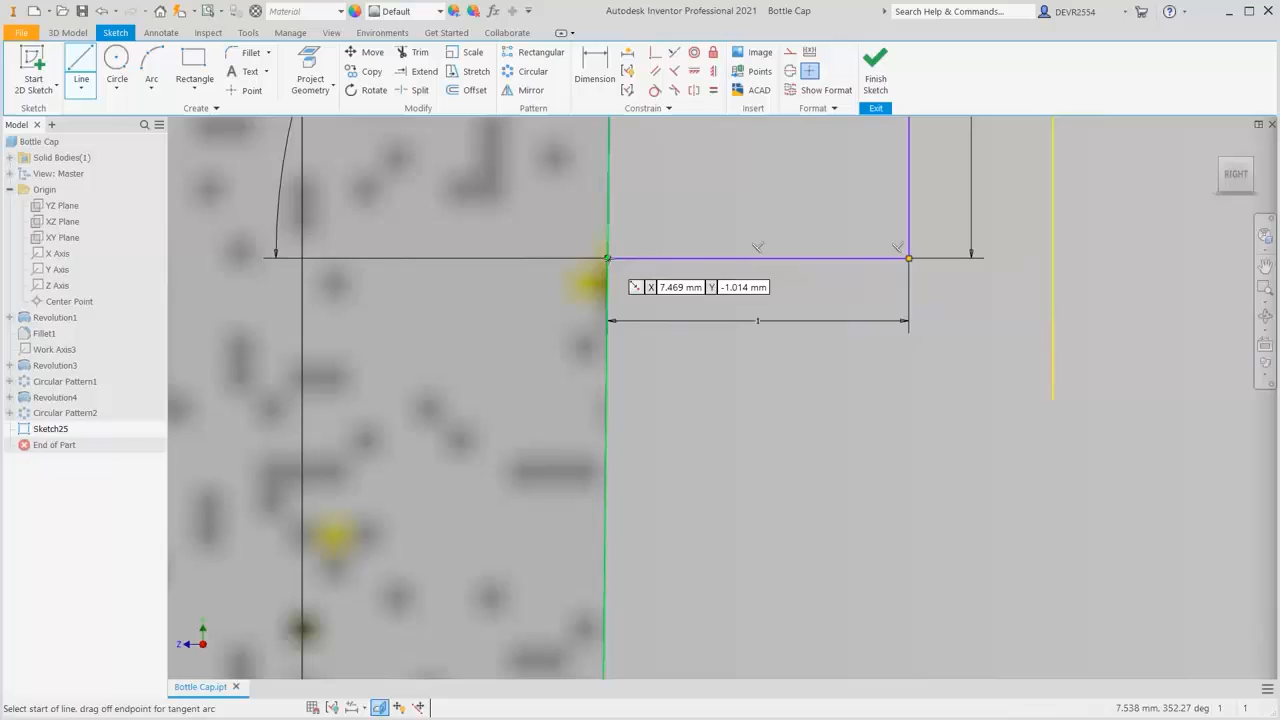 Material
Default
Autodesk Inventor Professional 2021 Bottle Cap
Search Help & Commands...
DEVR2554
File 3D Model Sketch Annotate Inspect Tools Manage View Environments Get Started Collaborate
Start
2D Sketch
Line
Circle
Arc
Rectangle
Fillet
Text
Point
Project
Geometry
Move
Copy
Rotate
Trim
Extend
Split
Scale
Stretch
Offset
Rectangular
Circular
Mirror
Dimension
Image
Points
ACAD
Show Format
Finish
Sketch
Sketch Create Modify Pattern Constrain Insert Format Exit
Model
Bottle Cap
Solid Bodies(1)
View: Master
Origin
YZ Plane
XZ Plane
XY Plane
X Axis
Y Axis
Z Axis
Center Point
Revolution1
Fillet1
Work Axis3
Revolution3
Circular Pattern1
Revolution4
Circular Pattern2
Sketch25
End of Part
RIGHT
X 7.469 mm Y -1.014 mm
1
Z
Bottle Cap.ipt
Select start of line, drag off endpoint for tangent arc
7.538 mm, 352.27 deg 1 1